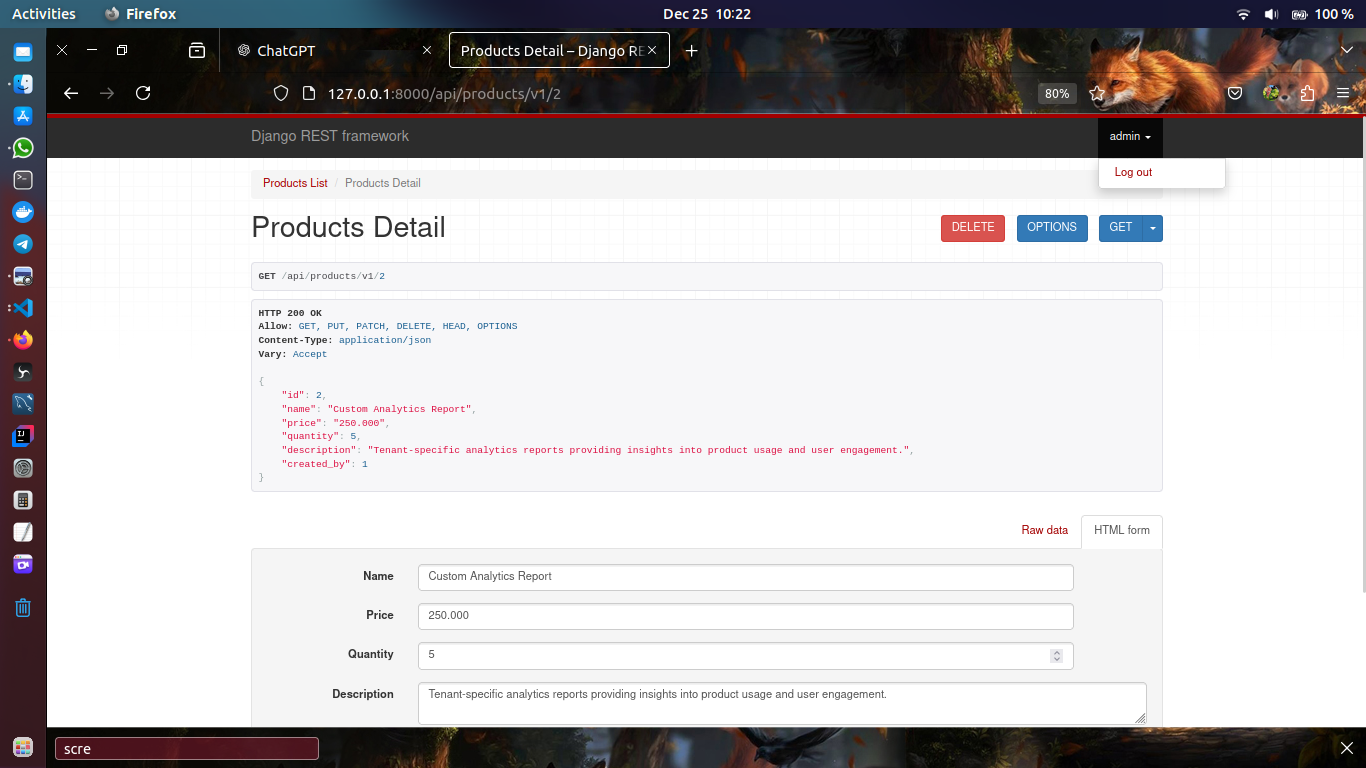 Activities Firefox Dec 25 10:22 100 %
ChatGPT Products Detail – Django RE
127.0.0.1:8000/api/products/v1/2 80%
Django REST framework admin
Log out
Products List / Products Detail
Products Detail DELETE OPTIONS GET
GET /api/products/v1/2
HTTP 200 OK
Allow: GET, PUT, PATCH, DELETE, HEAD, OPTIONS
Content-Type: application/json
Vary: Accept
{
"id": 2,
"name": "Custom Analytics Report",
"price": "250.000",
"quantity": 5,
"description": "Tenant-specific analytics reports providing insights into product usage and user engagement.",
"created_by": 1
}
Raw data HTML form
Name Custom Analytics Report
Price 250.000
Quantity 5
Description Tenant-specific analytics reports providing insights into product usage and user engagement.
scre